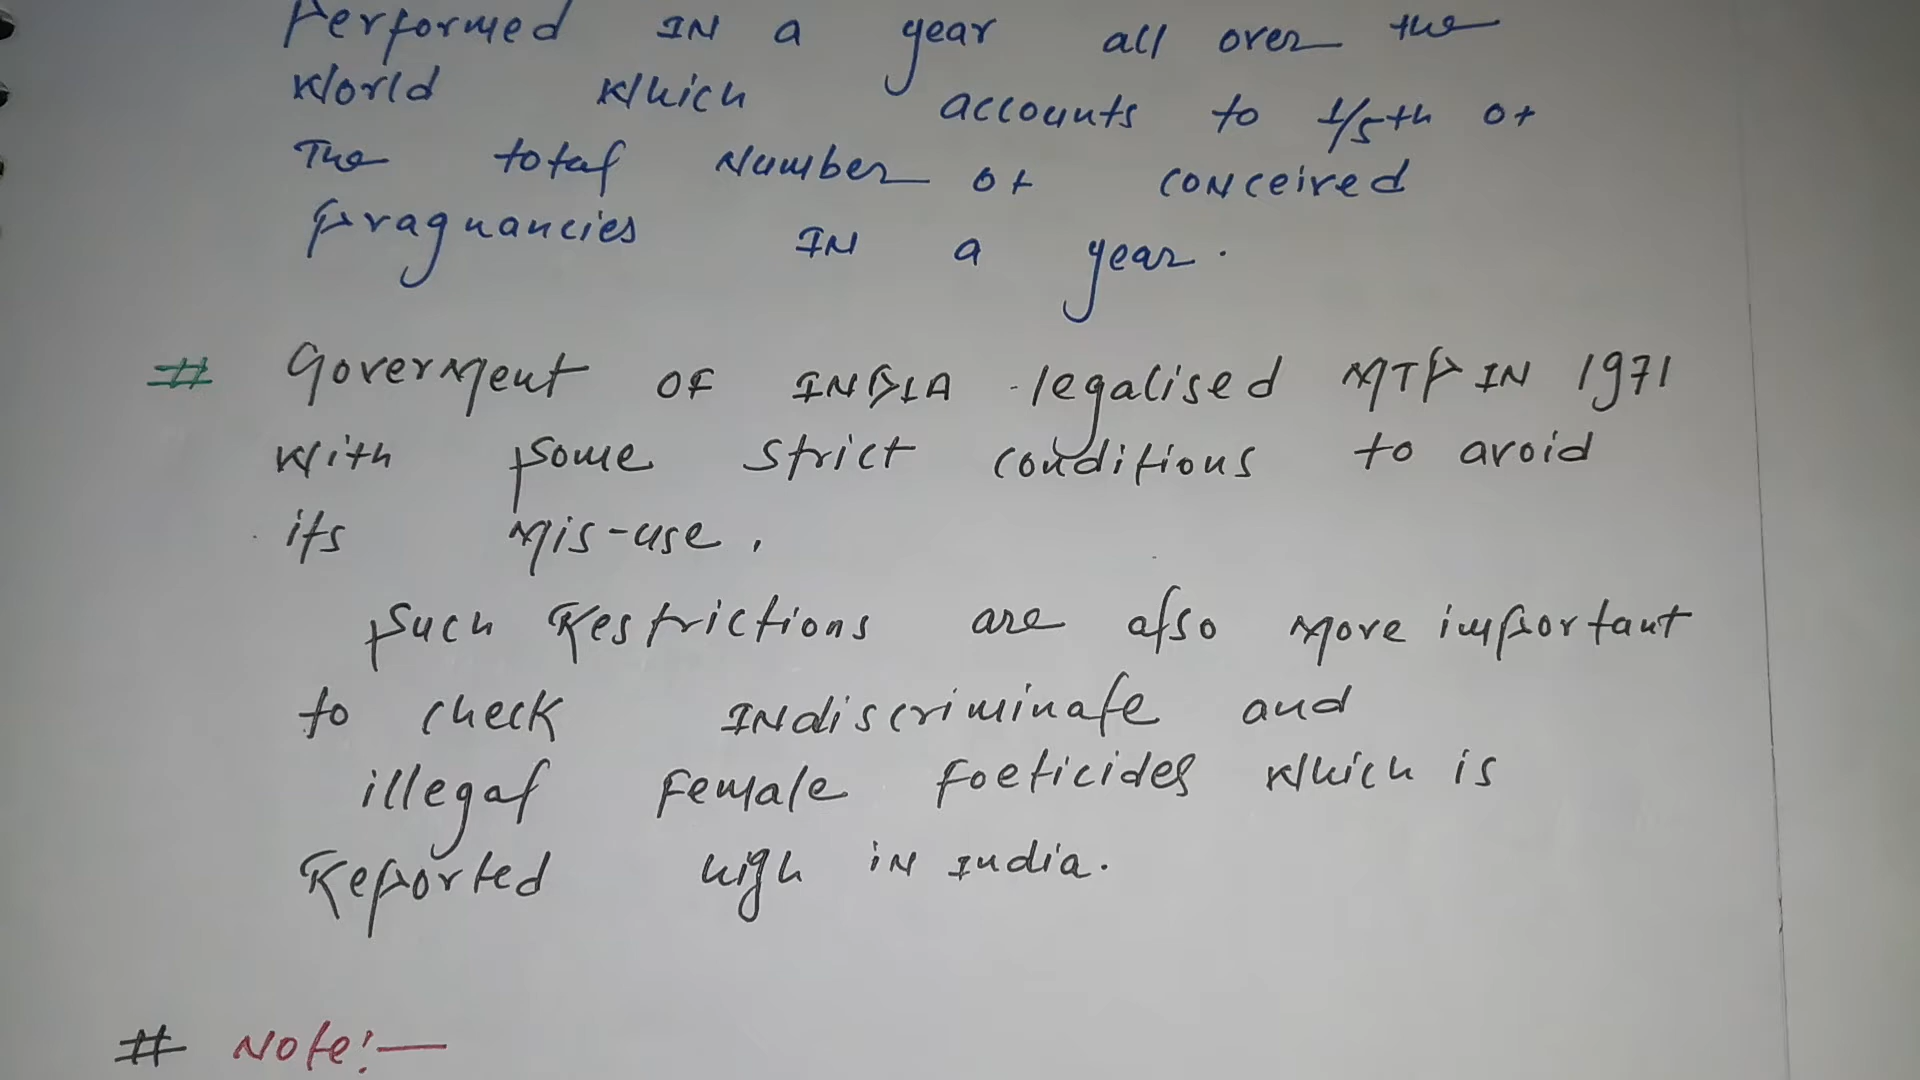 Performed IN a year all over the
World Which accounts to 1/5th of
The total Number of conceived
pragnancies IN a year.
# Goverment OF INDIA legalised MTP IN 1971
With some strict conditions to avoid
its Mis-use.
Such Restrictions are also More important
to check INdiscriminate and
illegal Female Foeticides Which is
Reported high in India.
# Note:—